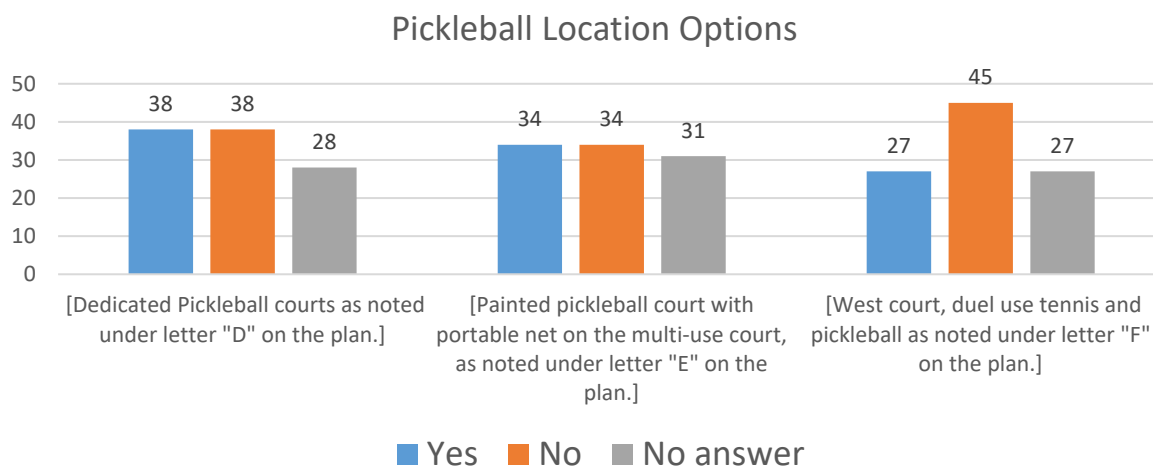 Pickleball Location Options
50
40
30
20
10
0
38
38
28
34
34
31
27
45
27
[Dedicated Pickleball courts as noted
under letter "D" on the plan.]
[Painted pickleball court with
portable net on the multi-use court,
as noted under letter "E" on the
plan.]
[West court, duel use tennis and
pickleball as noted under letter "F"
on the plan.]
Yes
No
No answer